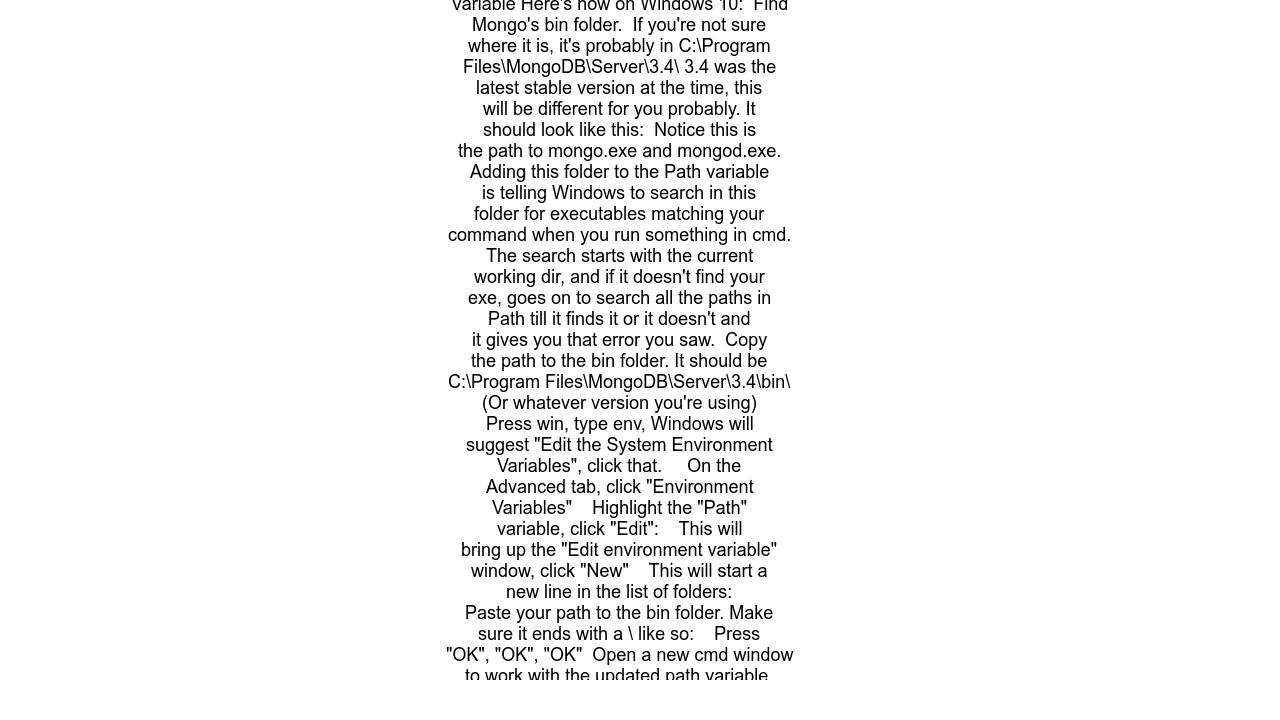 variable Here's how on Windows 10:  Find
Mongo's bin folder.  If you're not sure
where it is, it's probably in C:\Program
Files\MongoDB\Server\3.4\ 3.4 was the
latest stable version at the time, this
will be different for you probably. It
should look like this:  Notice this is
the path to mongo.exe and mongod.exe.
Adding this folder to the Path variable
is telling Windows to search in this
folder for executables matching your
command when you run something in cmd.
The search starts with the current
working dir, and if it doesn't find your
exe, goes on to search all the paths in
Path till it finds it or it doesn't and
it gives you that error you saw.  Copy
the path to the bin folder. It should be
C:\Program Files\MongoDB\Server\3.4\bin\
(Or whatever version you're using)
Press win, type env, Windows will
suggest "Edit the System Environment
Variables", click that.     On the
Advanced tab, click "Environment
Variables"    Highlight the "Path"
variable, click "Edit":    This will
bring up the "Edit environment variable"
window, click "New"    This will start a
new line in the list of folders:
Paste your path to the bin folder. Make
sure it ends with a \ like so:    Press
"OK", "OK", "OK"  Open a new cmd window
to work with the updated path variable